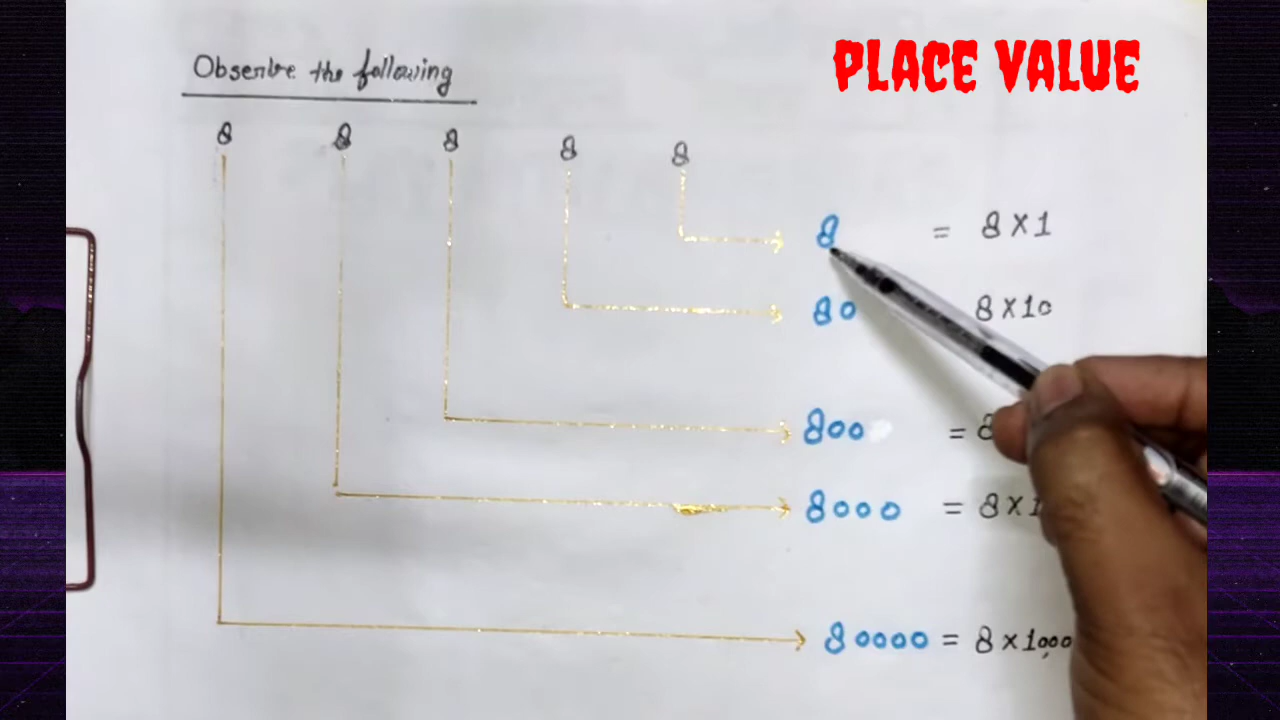 PLACE VALUE
Observe the following
8 8 8 8 8
8 = 8 × 1
80 8 × 10
800 = 8
8000 = 8 × 1
80000 = 8 × 1000